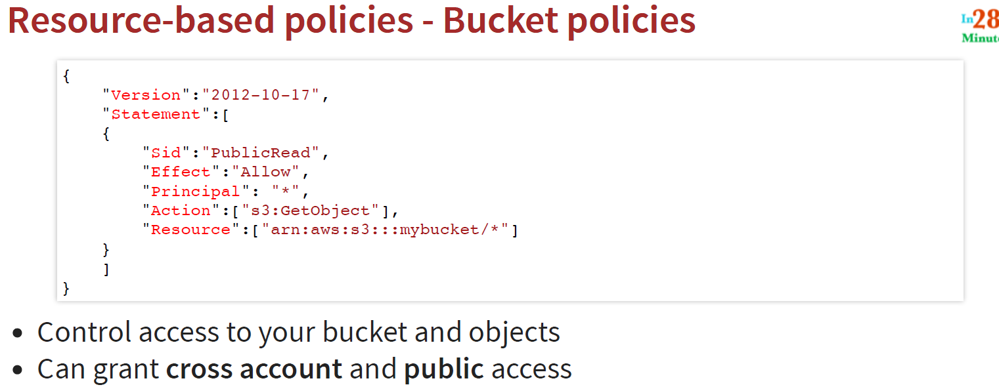 Resource-based policies - Bucket policies
In28
Minut
{
"Version":"2012-10-17",
"Statement":[
{
"Sid":"PublicRead",
"Effect":"Allow",
"Principal": "*",
"Action":["s3:GetObject"],
"Resource":["arn:aws:s3:::mybucket/*"]
}
]
}
• Control access to your bucket and objects
• Can grant cross account and public access